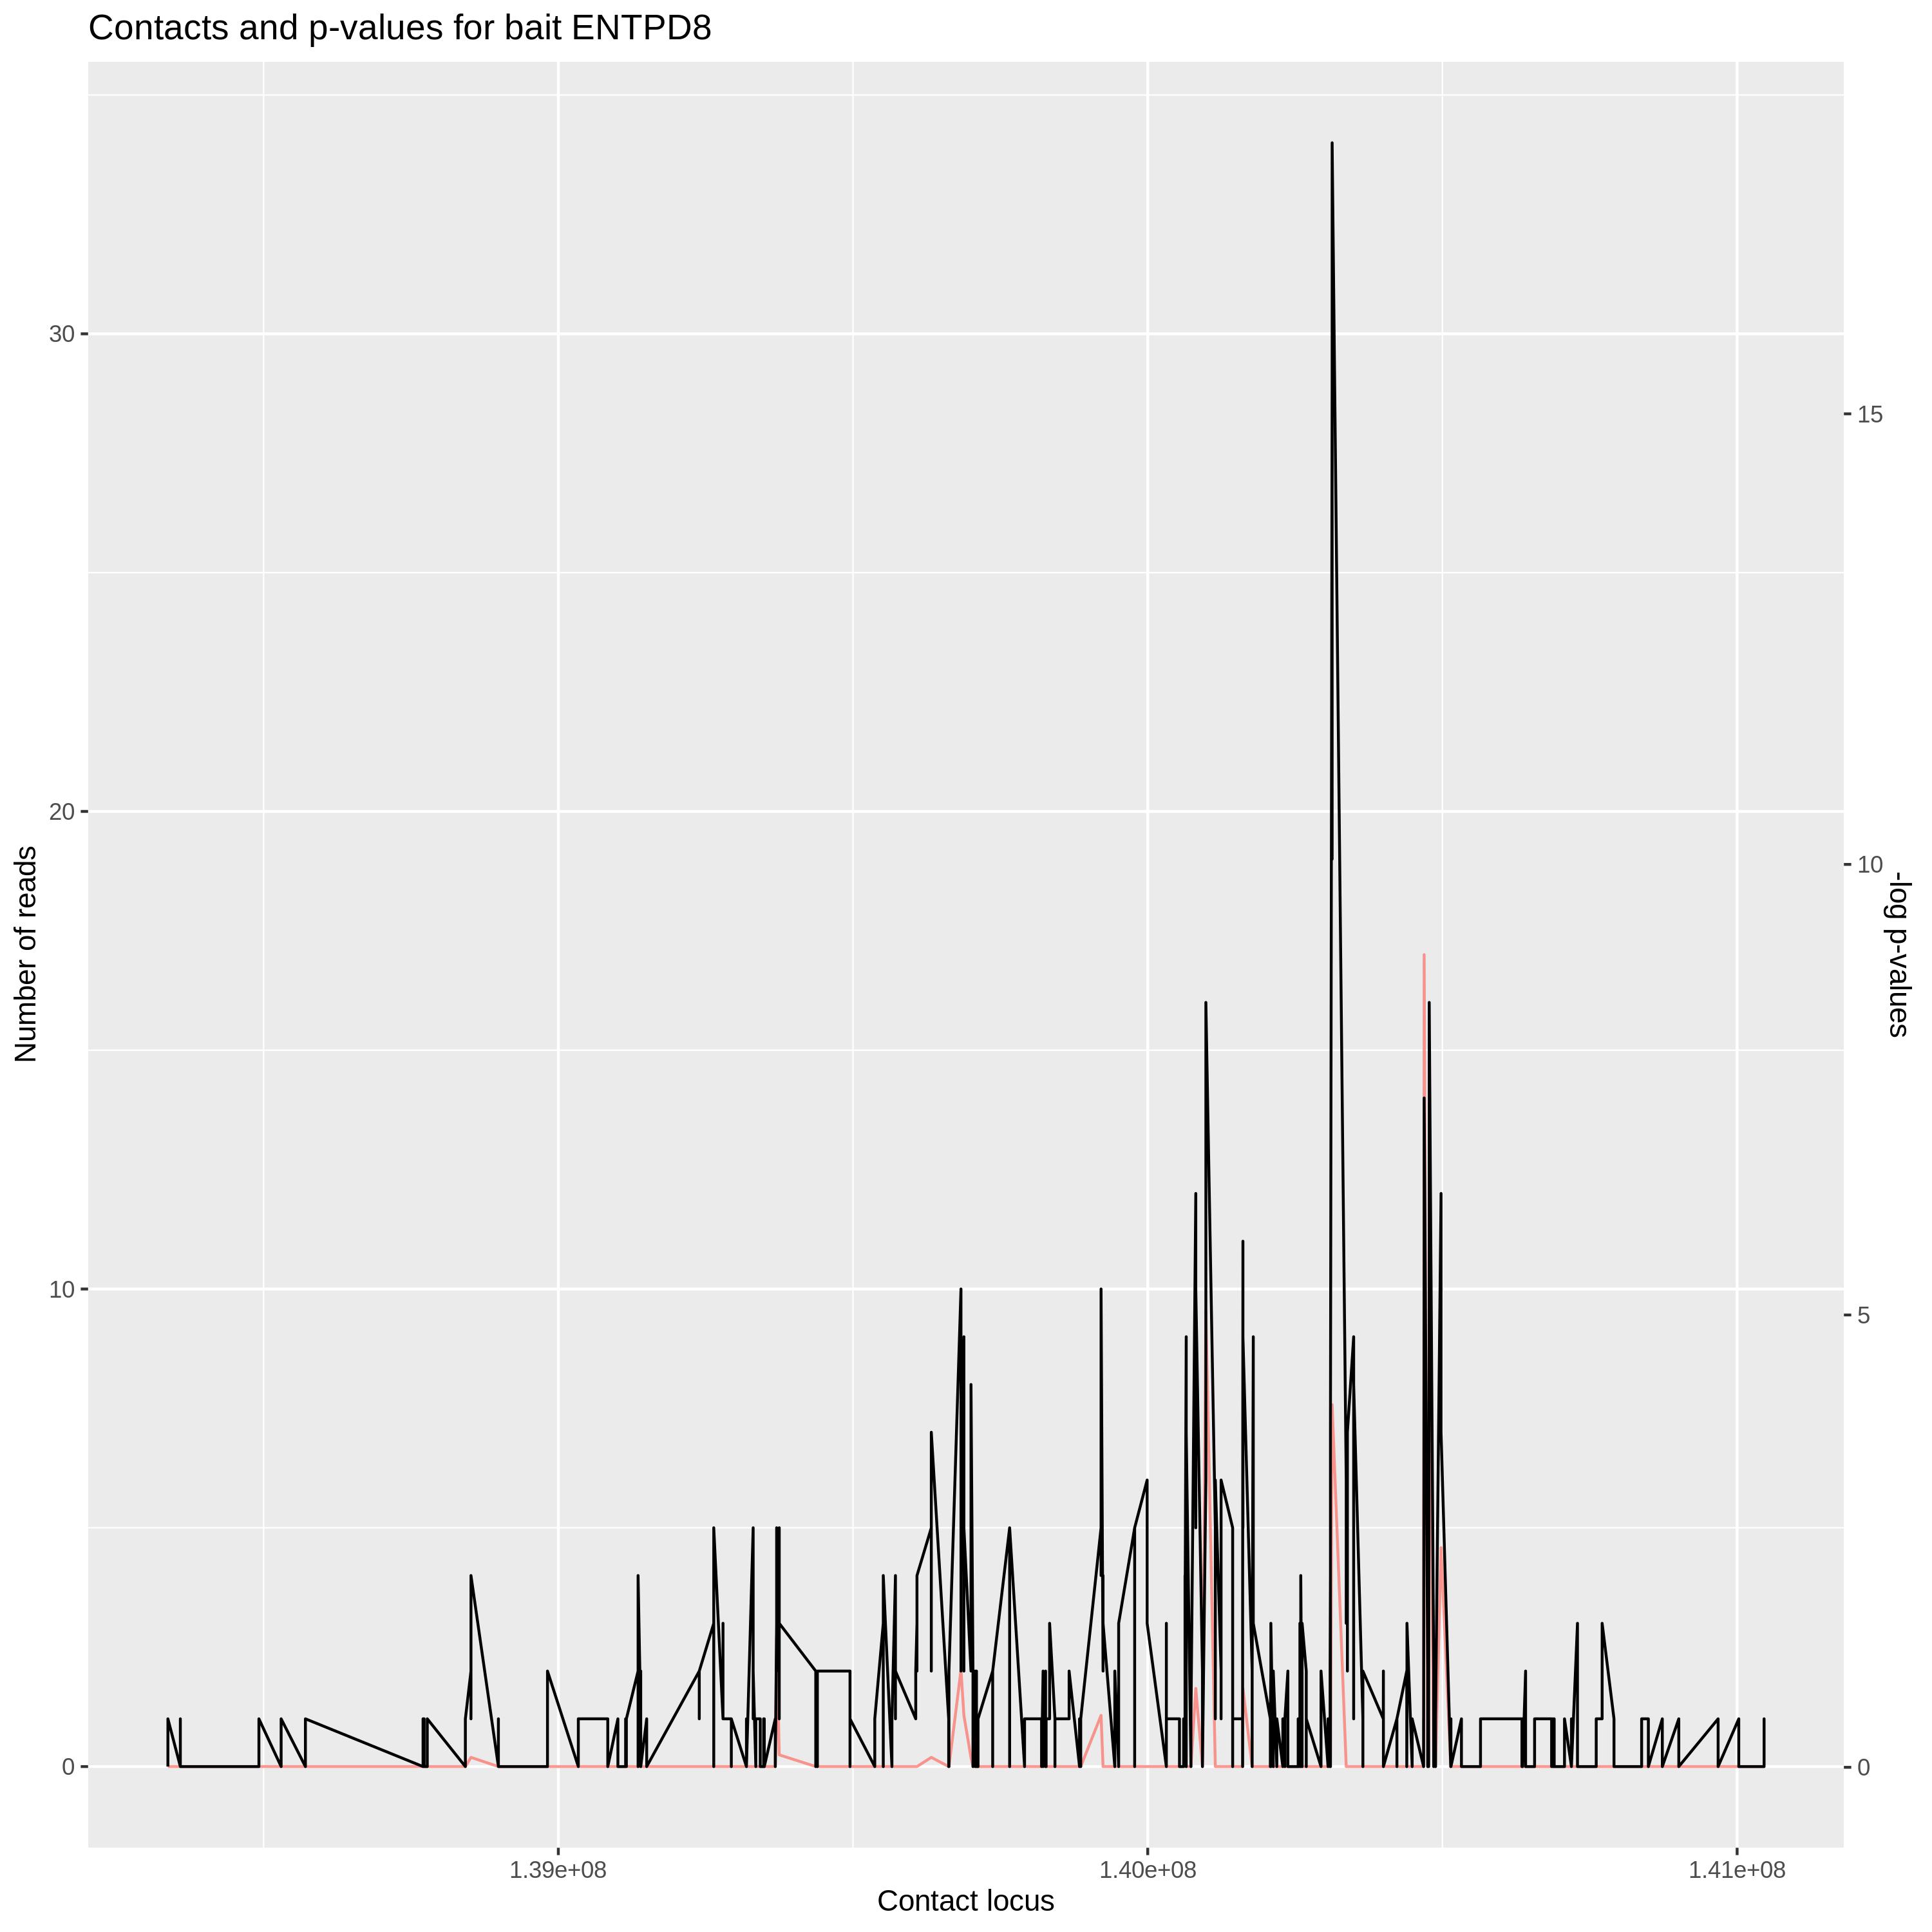 Contacts and p-values for bait ENTPD8
30
20
10
0
Number of reads
15
10
5
0
-log p-values
1.39e+08
1.40e+08
1.41e+08
Contact locus